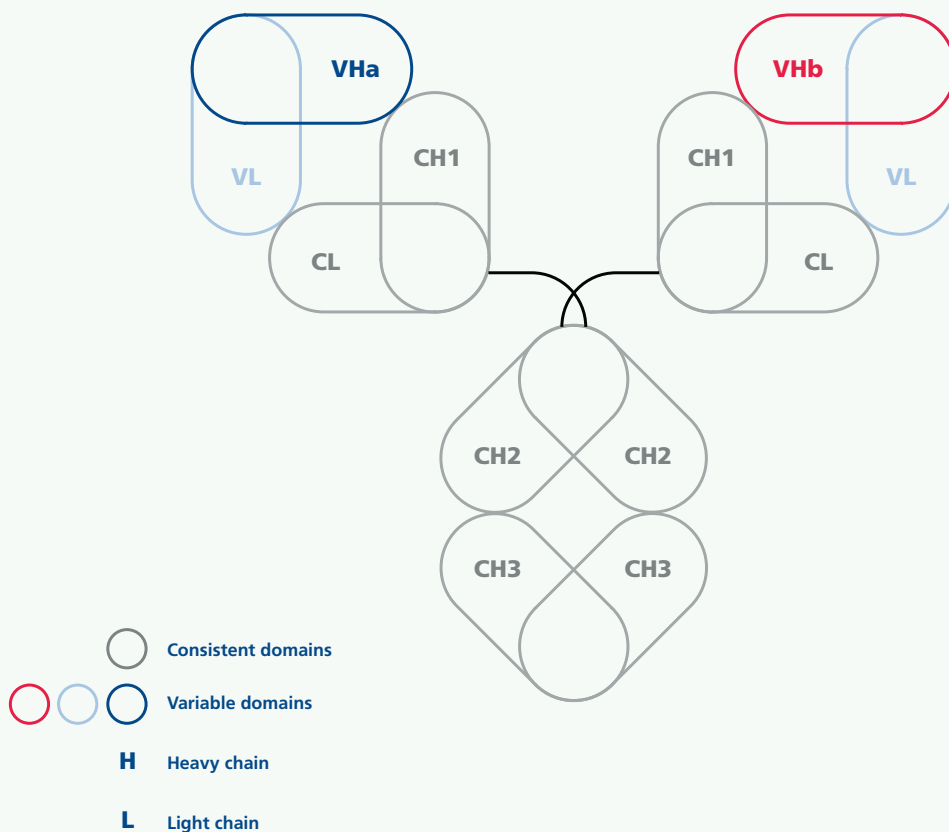 VHa
VHb
CH1
CH1
VL
VL
CL
CL
CH2
CH2
CH3
CH3
Consistent domains
Variable domains
H Heavy chain
L Light chain